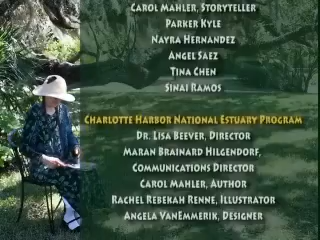 Carol Mahler, Storyteller
Parker Kyle
Nayra Hernandez
Angel Saez
Tina Chen
Sinai Ramos
Charlotte Harbor National Estuary Program
Dr. Lisa Beever, Director
Maran Brainard Hilgendorf,
Communications Director
Carol Mahler, Author
Rachel Rebekah Renne, Illustrator
Angela VanEmmerik, Designer